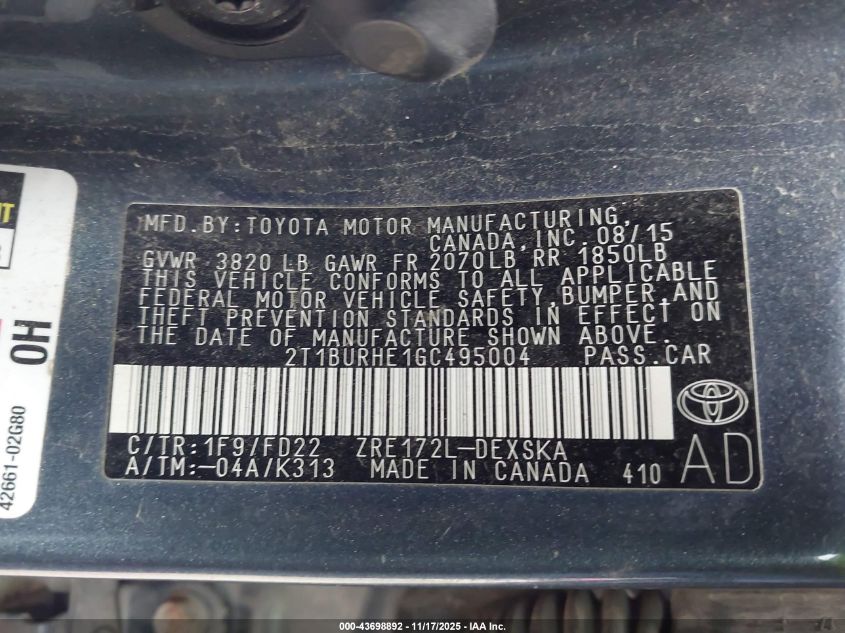 MFD. BY: TOYOTA MOTOR MANUFACTURING,
CANADA, INC. 08/15
GVWR 3820 LB GAWR FR 2070LB RR 1850LB
THIS VEHICLE CONFORMS TO ALL APPLICABLE
FEDERAL MOTOR VEHICLE SAFETY, BUMPER, AND
THEFT PREVENTION STANDARDS IN EFFECT ON
THE DATE OF MANUFACTURE SHOWN ABOVE.
2T1BURHE1GC495004 PASS. CAR
C/TR: 1F9/FD22 ZRE172L-DEXSKA
A/TM: -04A/K313 MADE IN CANADA 410
AD
OH
42661-02G80
000-43698892 - 11/17/2025 - IAA Inc.